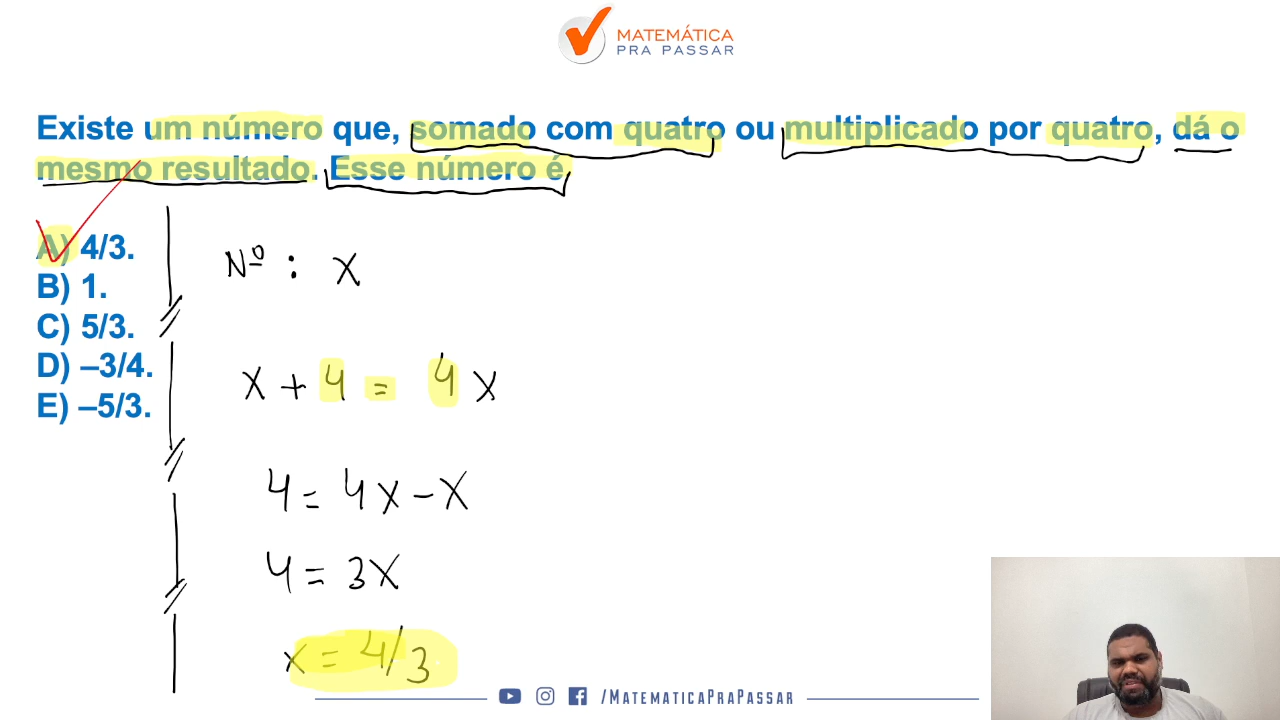 MATEMÁTICA
PRA PASSAR
Existe um número que, somado com quatro ou multiplicado por quatro, dá o
mesmo resultado. Esse número é
A) 4/3.
B) 1.
C) 5/3.
D) –3/4.
E) –5/3.
Nº : x
x + 4 = 4x
4 = 4x - x
4 = 3x
x = 4/3
/MATEMATICAPRAPASSAR